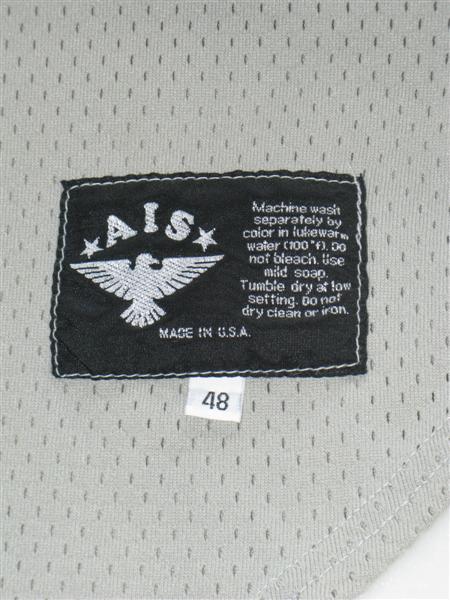 AIS
Machine wash
separately by
color in lukewarm
water (100°f). Do
not bleach. Use
mild soap.
Tumble dry at low
setting. Do not
dry clean or iron.
MADE IN U.S.A.
48